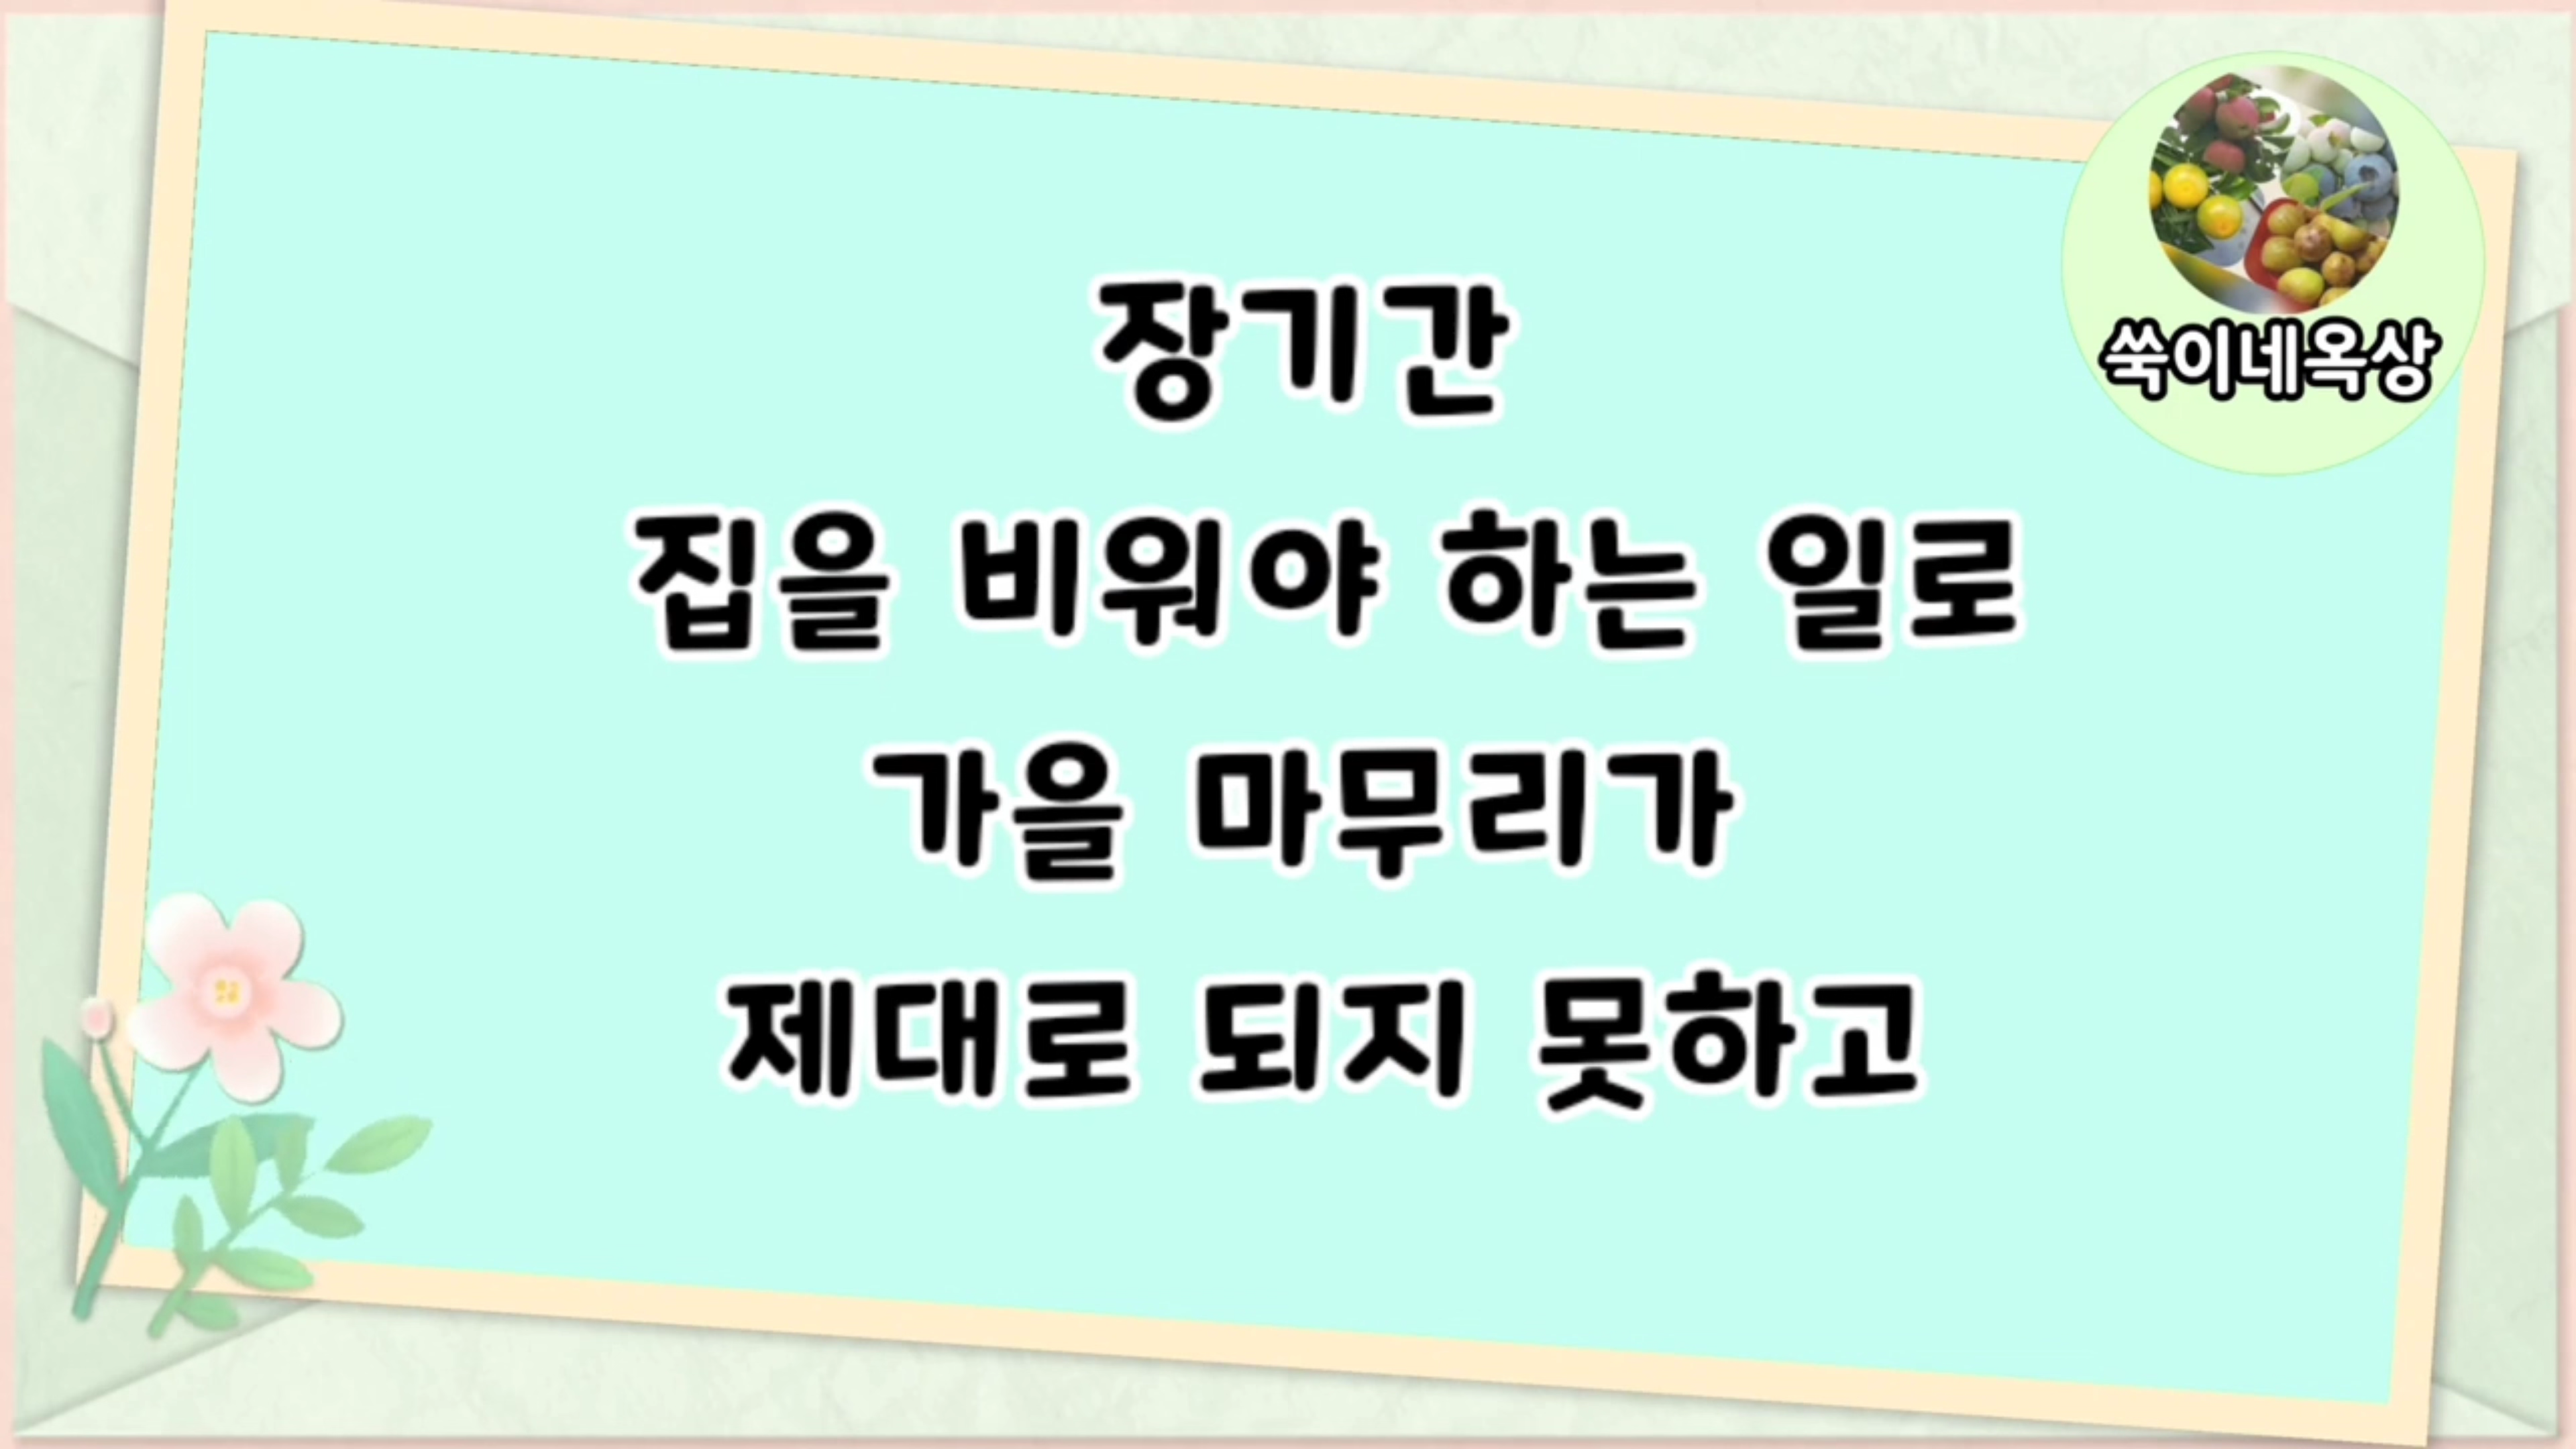 장기간
집을 비워야 하는 일로
가을 마무리가
제대로 되지 못하고
쑥이네옥상